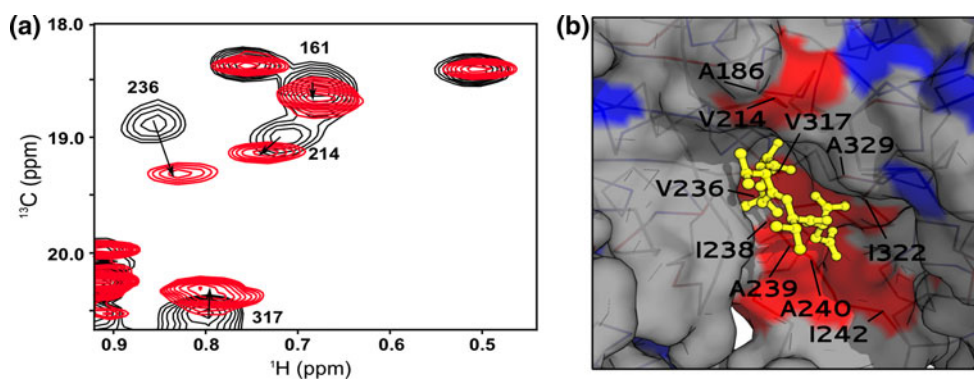 (a)
18.0
19.0
20.0
¹³C (ppm)
236
161
214
317
0.9
0.8
0.7
0.6
0.5
¹H (ppm)
(b)
A186
V214
V317
A329
V236
I238
I322
A239
A240
I242